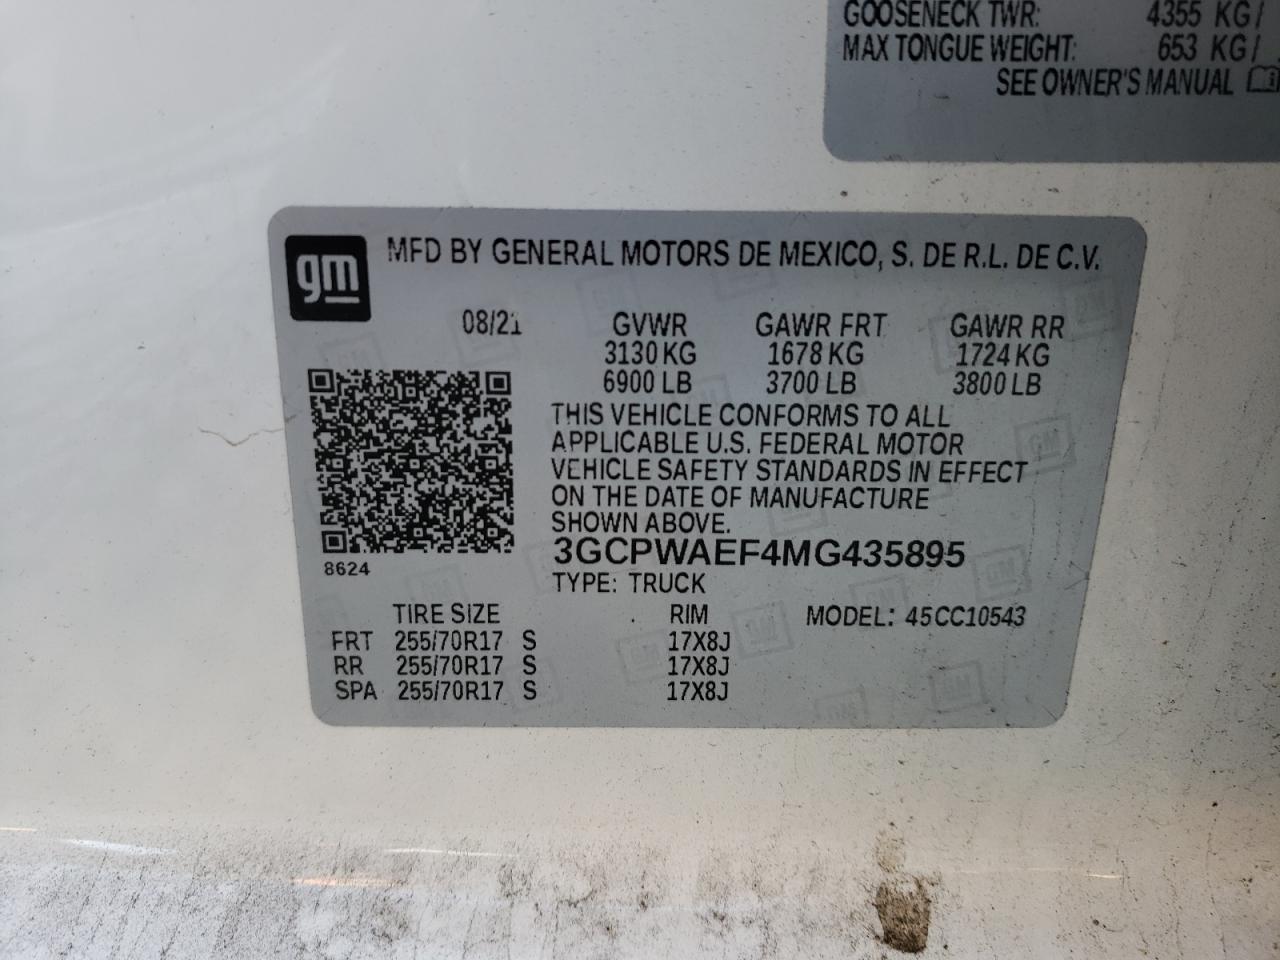 GOOSENECK TWR: 4355 KG/
MAX TONGUE WEIGHT: 653 KG/
SEE OWNER'S MANUAL
gm
MFD BY GENERAL MOTORS DE MEXICO, S. DE R.L. DE C.V.
08/21 GVWR GAWR FRT GAWR RR
3130 KG 1678 KG 1724 KG
6900 LB 3700 LB 3800 LB
THIS VEHICLE CONFORMS TO ALL
APPLICABLE U.S. FEDERAL MOTOR
VEHICLE SAFETY STANDARDS IN EFFECT
ON THE DATE OF MANUFACTURE
SHOWN ABOVE.
3GCPWAEF4MG435895
8624
TYPE: TRUCK
TIRE SIZE RIM MODEL: 45CC10543
FRT 255/70R17 S 17X8J
RR 255/70R17 S 17X8J
SPA 255/70R17 S 17X8J